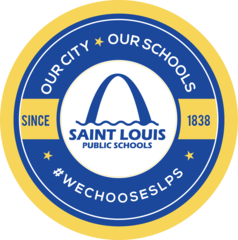 OUR CITY ★ OUR SCHOOLS
SINCE 1838
SAINT LOUIS
PUBLIC SCHOOLS
★ #WECHOOSESLPS ★